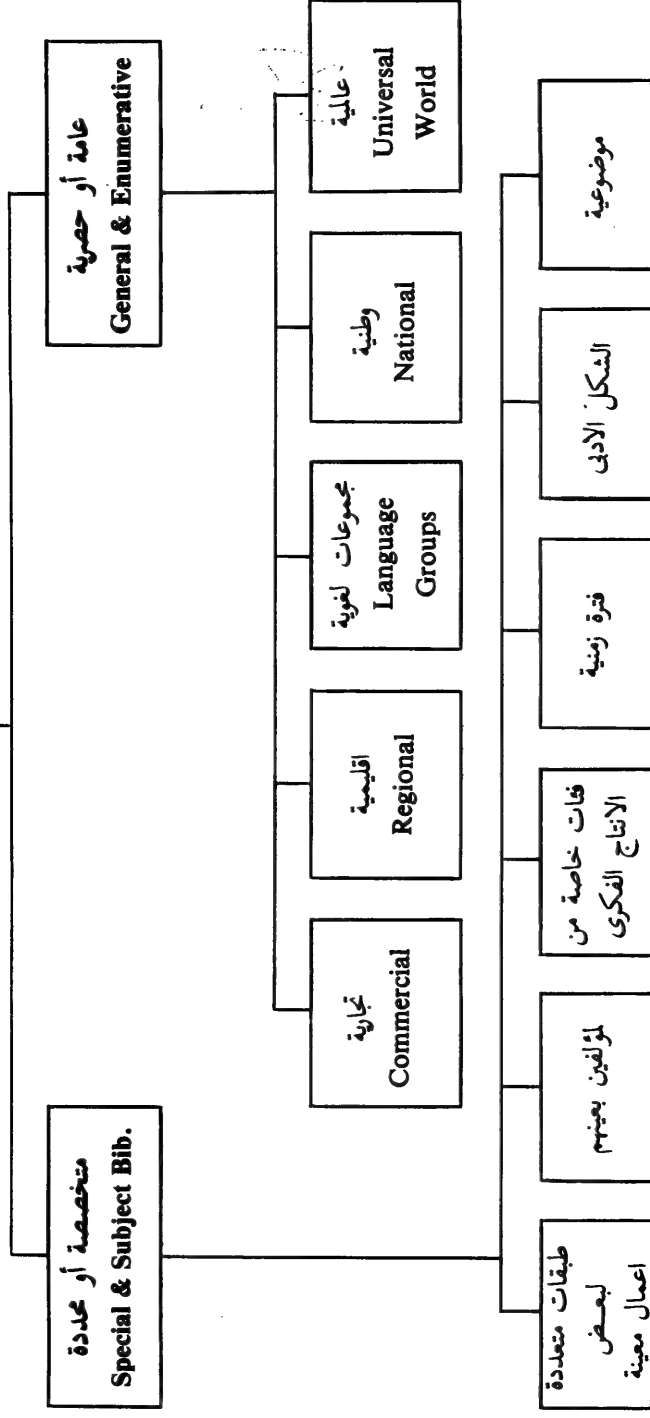 عامة أو حصرية
General & Enumerative
متخصصة أو محددة
Special & Subject Bib.
عالمية
Universal
World
وطنية
National
مجموعات لغوية
Language
Groups
اقليمية
Regional
تجارية
Commercial
موضوعية
الشكل الادبى
فترة زمنية
فئات خاصة من
الانتاج الفكرى
لمؤلفين بعينهم
طبقات متعددة
لبعض
اعمال معينة